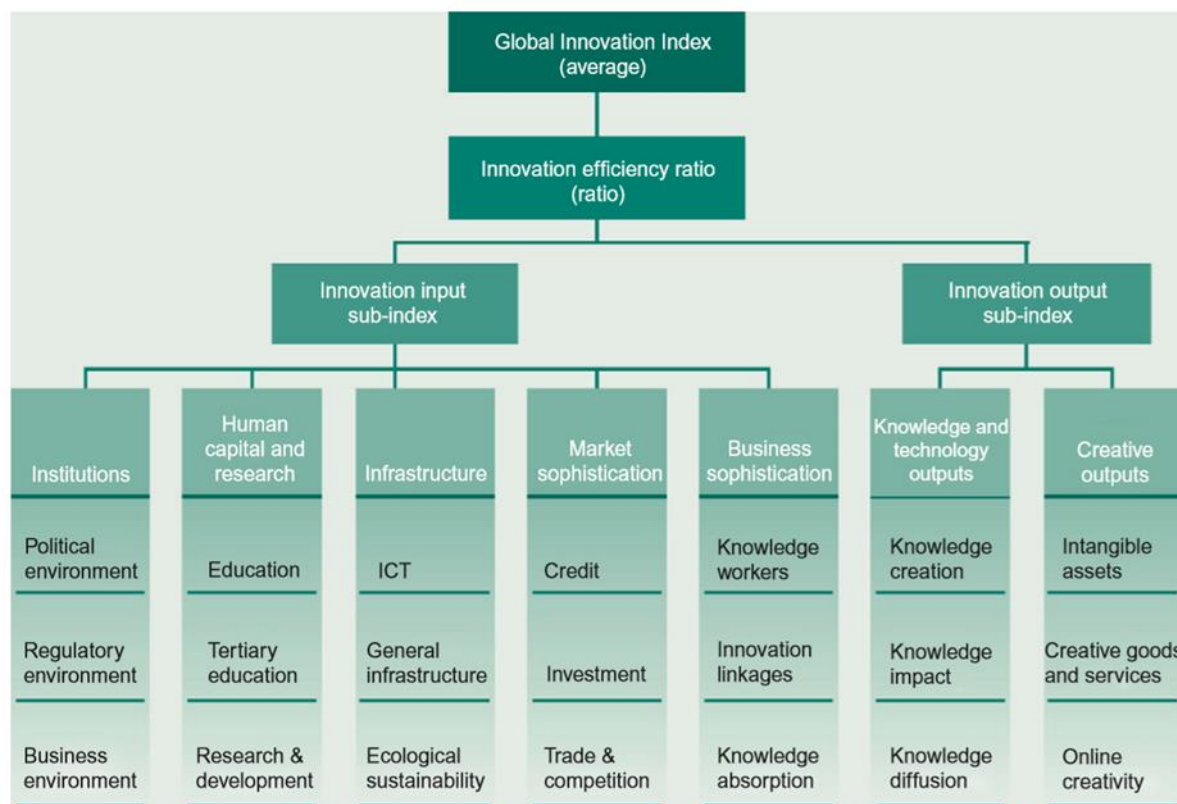 Global Innovation Index
(average)
Innovation efficiency ratio
(ratio)
Innovation input
sub-index
Innovation output
sub-index
Institutions
Human
capital and
research
Infrastructure
Market
sophistication
Business
sophistication
Knowledge and
technology
outputs
Creative
outputs
Political
environment
Education
ICT
Credit
Knowledge
workers
Knowledge
creation
Intangible
assets
Regulatory
environment
Tertiary
education
General
infrastructure
Investment
Innovation
linkages
Knowledge
impact
Creative goods
and services
Business
environment
Research &
development
Ecological
sustainability
Trade &
competition
Knowledge
absorption
Knowledge
diffusion
Online
creativity